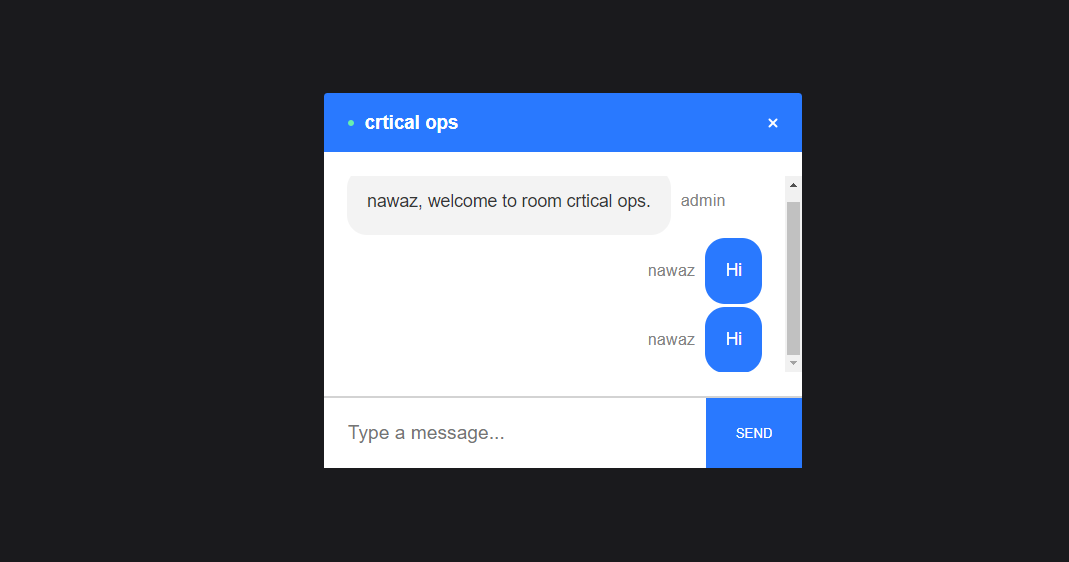 crtical ops
nawaz, welcome to room crtical ops. admin
nawaz Hi
nawaz Hi
Type a message... SEND